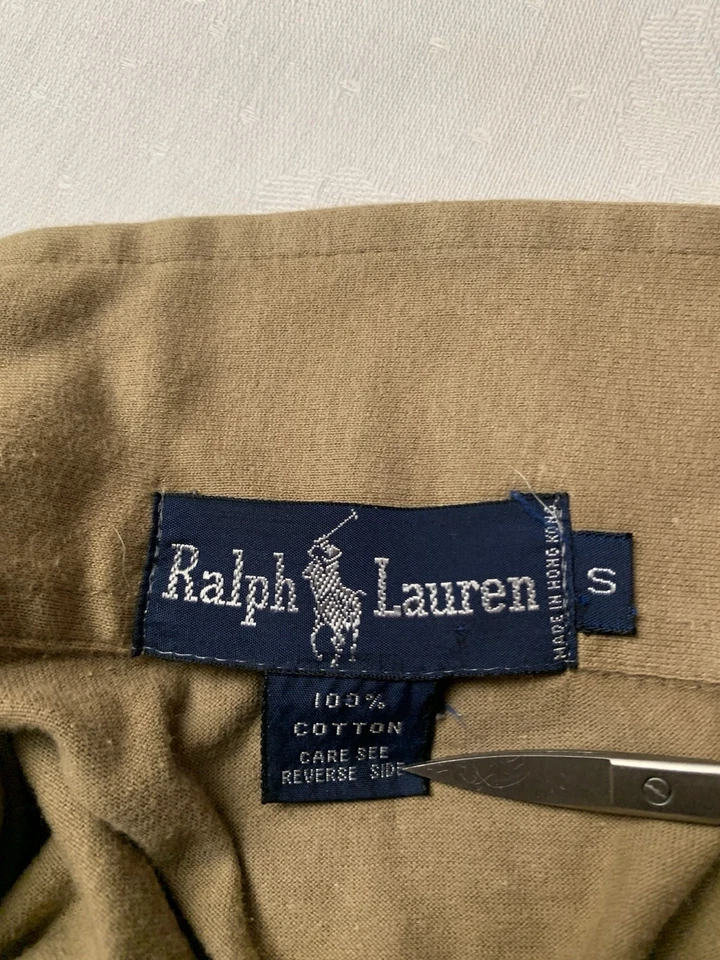 Ralph Lauren
MADE IN HONG KONG
S
100%
COTTON
CARE SEE
REVERSE SIDE